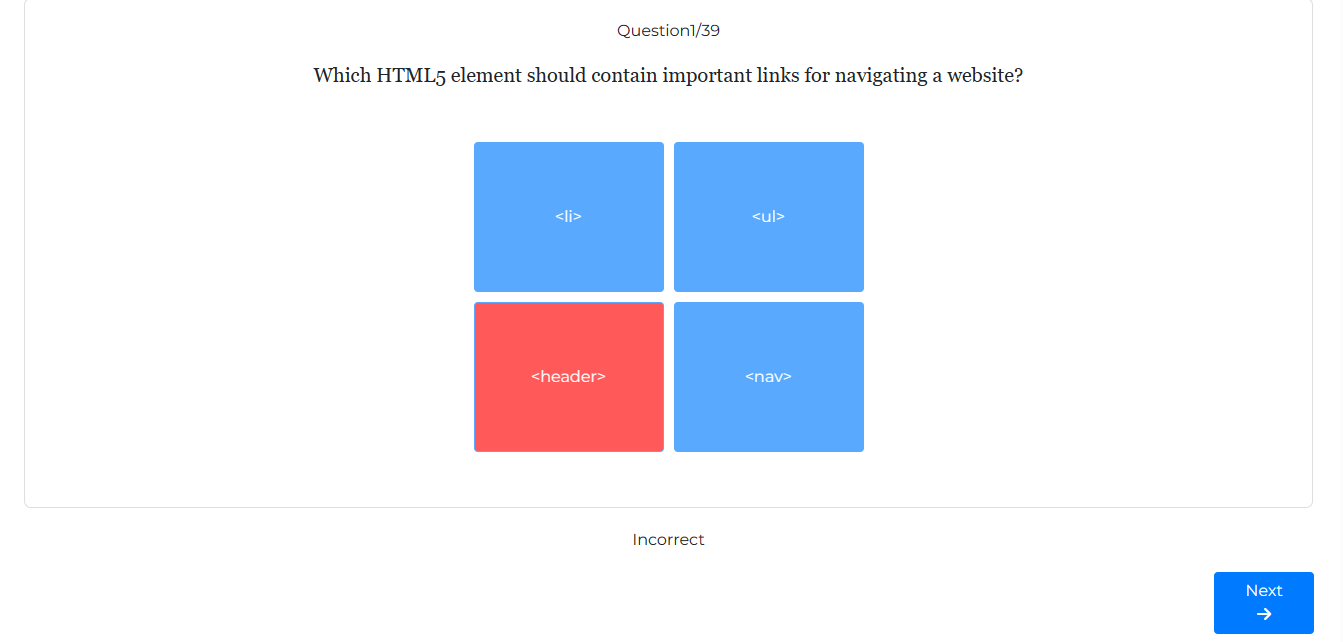 Question1/39
Which HTML5 element should contain important links for navigating a website?
<li>
<ul>
<header>
<nav>
Incorrect
Next
→